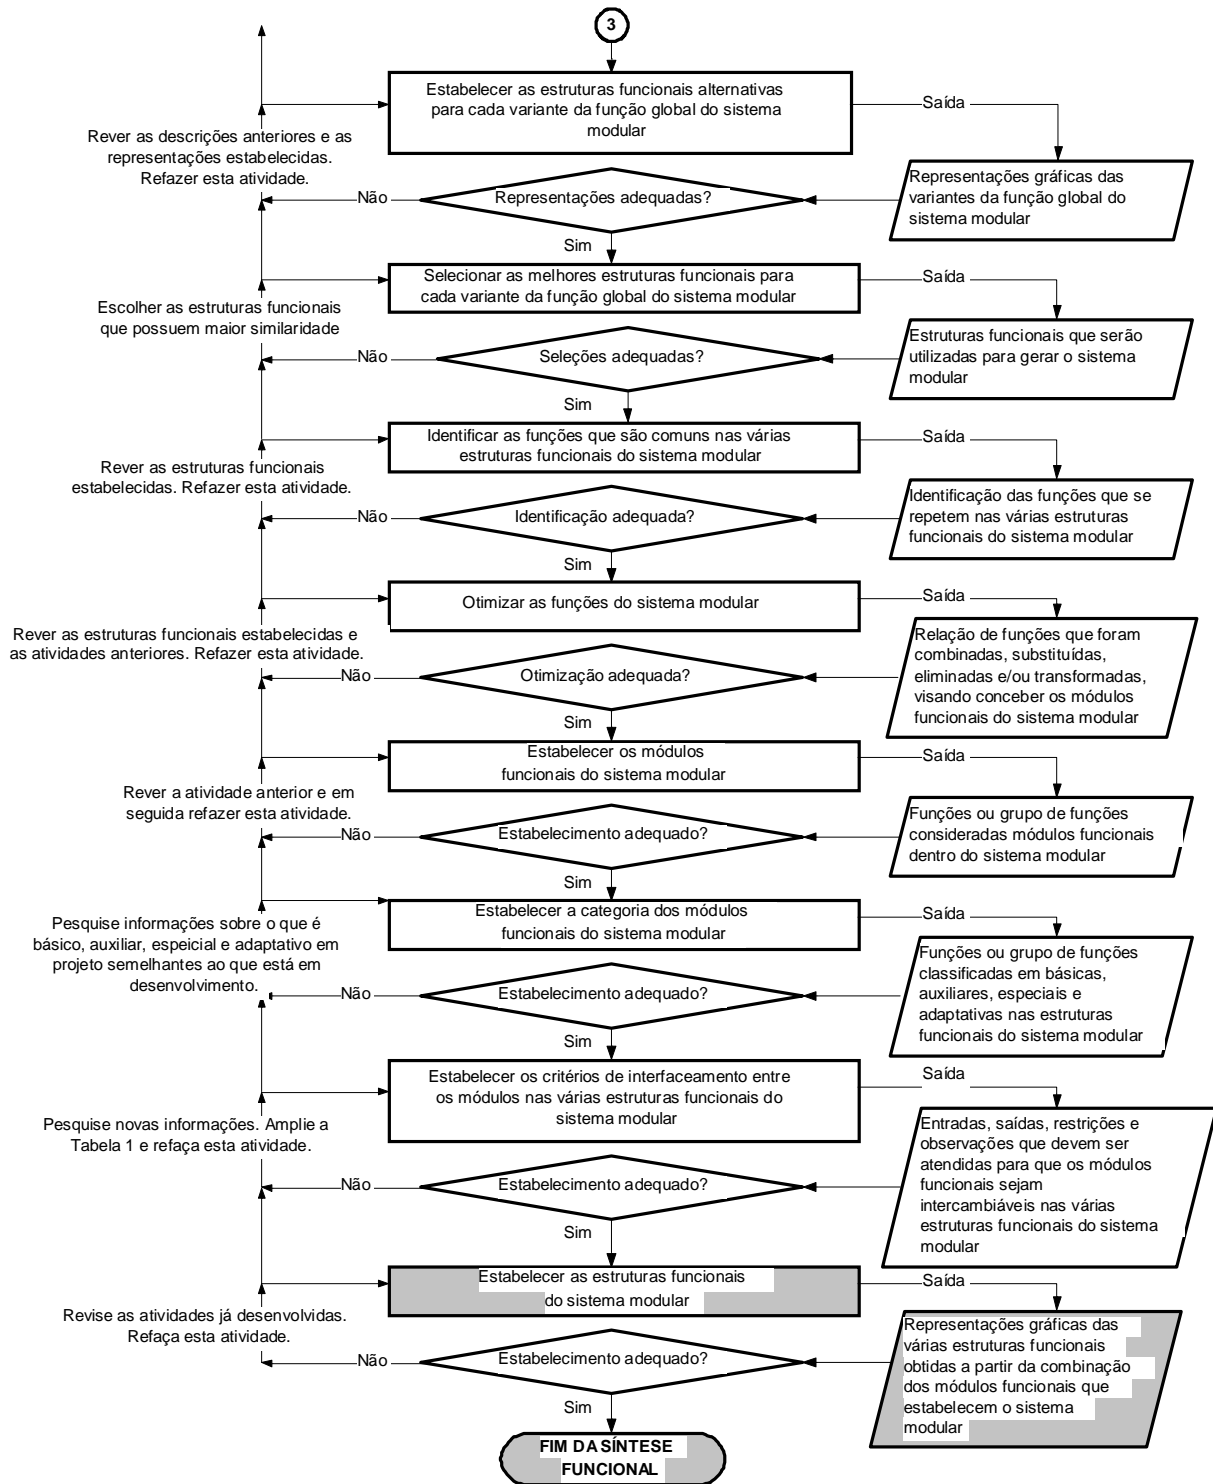 3
Estabelecer as estruturas funcionais alternativas
para cada variante da função global do sistema
modular
Saída
Rever as descrições anteriores e as
representações estabelecidas.
Refazer esta atividade.
Representações gráficas das
variantes da função global do
sistema modular
Representações adequadas?
Não
Sim
Selecionar as melhores estruturas funcionais para
cada variante da função global do sistema modular
Saída
Escolher as estruturas funcionais
que possuem maior similaridade
Estruturas funcionais que serão
utilizadas para gerar o sistema
modular
Seleções adequadas?
Não
Sim
Identificar as funções que são comuns nas várias
estruturas funcionais do sistema modular
Saída
Rever as estruturas funcionais
estabelecidas. Refazer esta atividade.
Identificação das funções que se
repetem nas várias estruturas
funcionais do sistema modular
Identificação adequada?
Não
Sim
Otimizar as funções do sistema modular
Saída
Rever as estruturas funcionais estabelecidas e
as atividades anteriores. Refazer esta atividade.
Relação de funções que foram
combinadas, substituídas,
eliminadas e/ou transformadas,
visando conceber os módulos
funcionais do sistema modular
Otimização adequada?
Não
Sim
Estabelecer os módulos
funcionais do sistema modular
Saída
Rever a atividade anterior e em
seguida refazer esta atividade.
Funções ou grupo de funções
consideradas módulos funcionais
dentro do sistema modular
Estabelecimento adequado?
Não
Sim
Estabelecer a categoria dos módulos
funcionais do sistema modular
Saída
Pesquise informações sobre o que é
básico, auxiliar, espeicial e adaptativo em
projeto semelhantes ao que está em
desenvolvimento.
Funções ou grupo de funções
classificadas em básicas,
auxiliares, especiais e
adaptativas nas estruturas
funcionais do sistema modular
Estabelecimento adequado?
Não
Sim
Estabelecer os critérios de interfaceamento entre
os módulos nas várias estruturas funcionais do
sistema modular
Saída
Pesquise novas informações. Amplie a
Tabela 1 e refaça esta atividade.
Entradas, saídas, restrições e
observações que devem ser
atendidas para que os módulos
funcionais sejam
intercambiáveis nas várias
estruturas funcionais do sistema
modular
Estabelecimento adequado?
Não
Sim
Estabelecer as estruturas funcionais
do sistema modular
Saída
Revise as atividades já desenvolvidas.
Refaça esta atividade.
Representações gráficas das
várias estruturas funcionais
obtidas a partir da combinação
dos módulos funcionais que
estabelecem o sistema
modular
Estabelecimento adequado?
Não
Sim
FIM DA SÍNTESE
FUNCIONAL